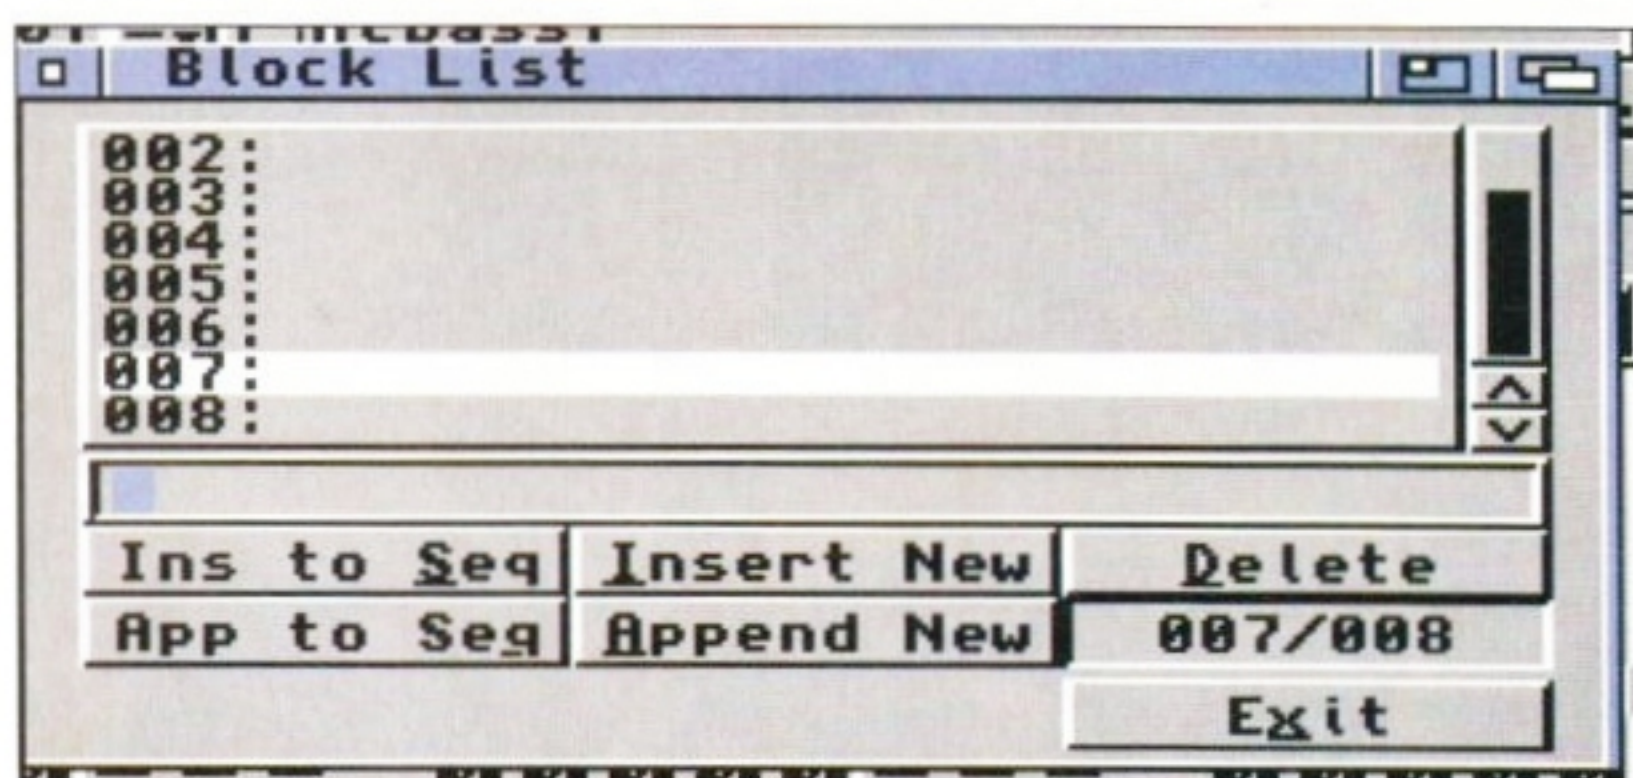 Block List
002:
003:
004:
005:
006:
007:
008:
Ins to Seq Insert New Delete
App to Seq Append New 007/008
Exit